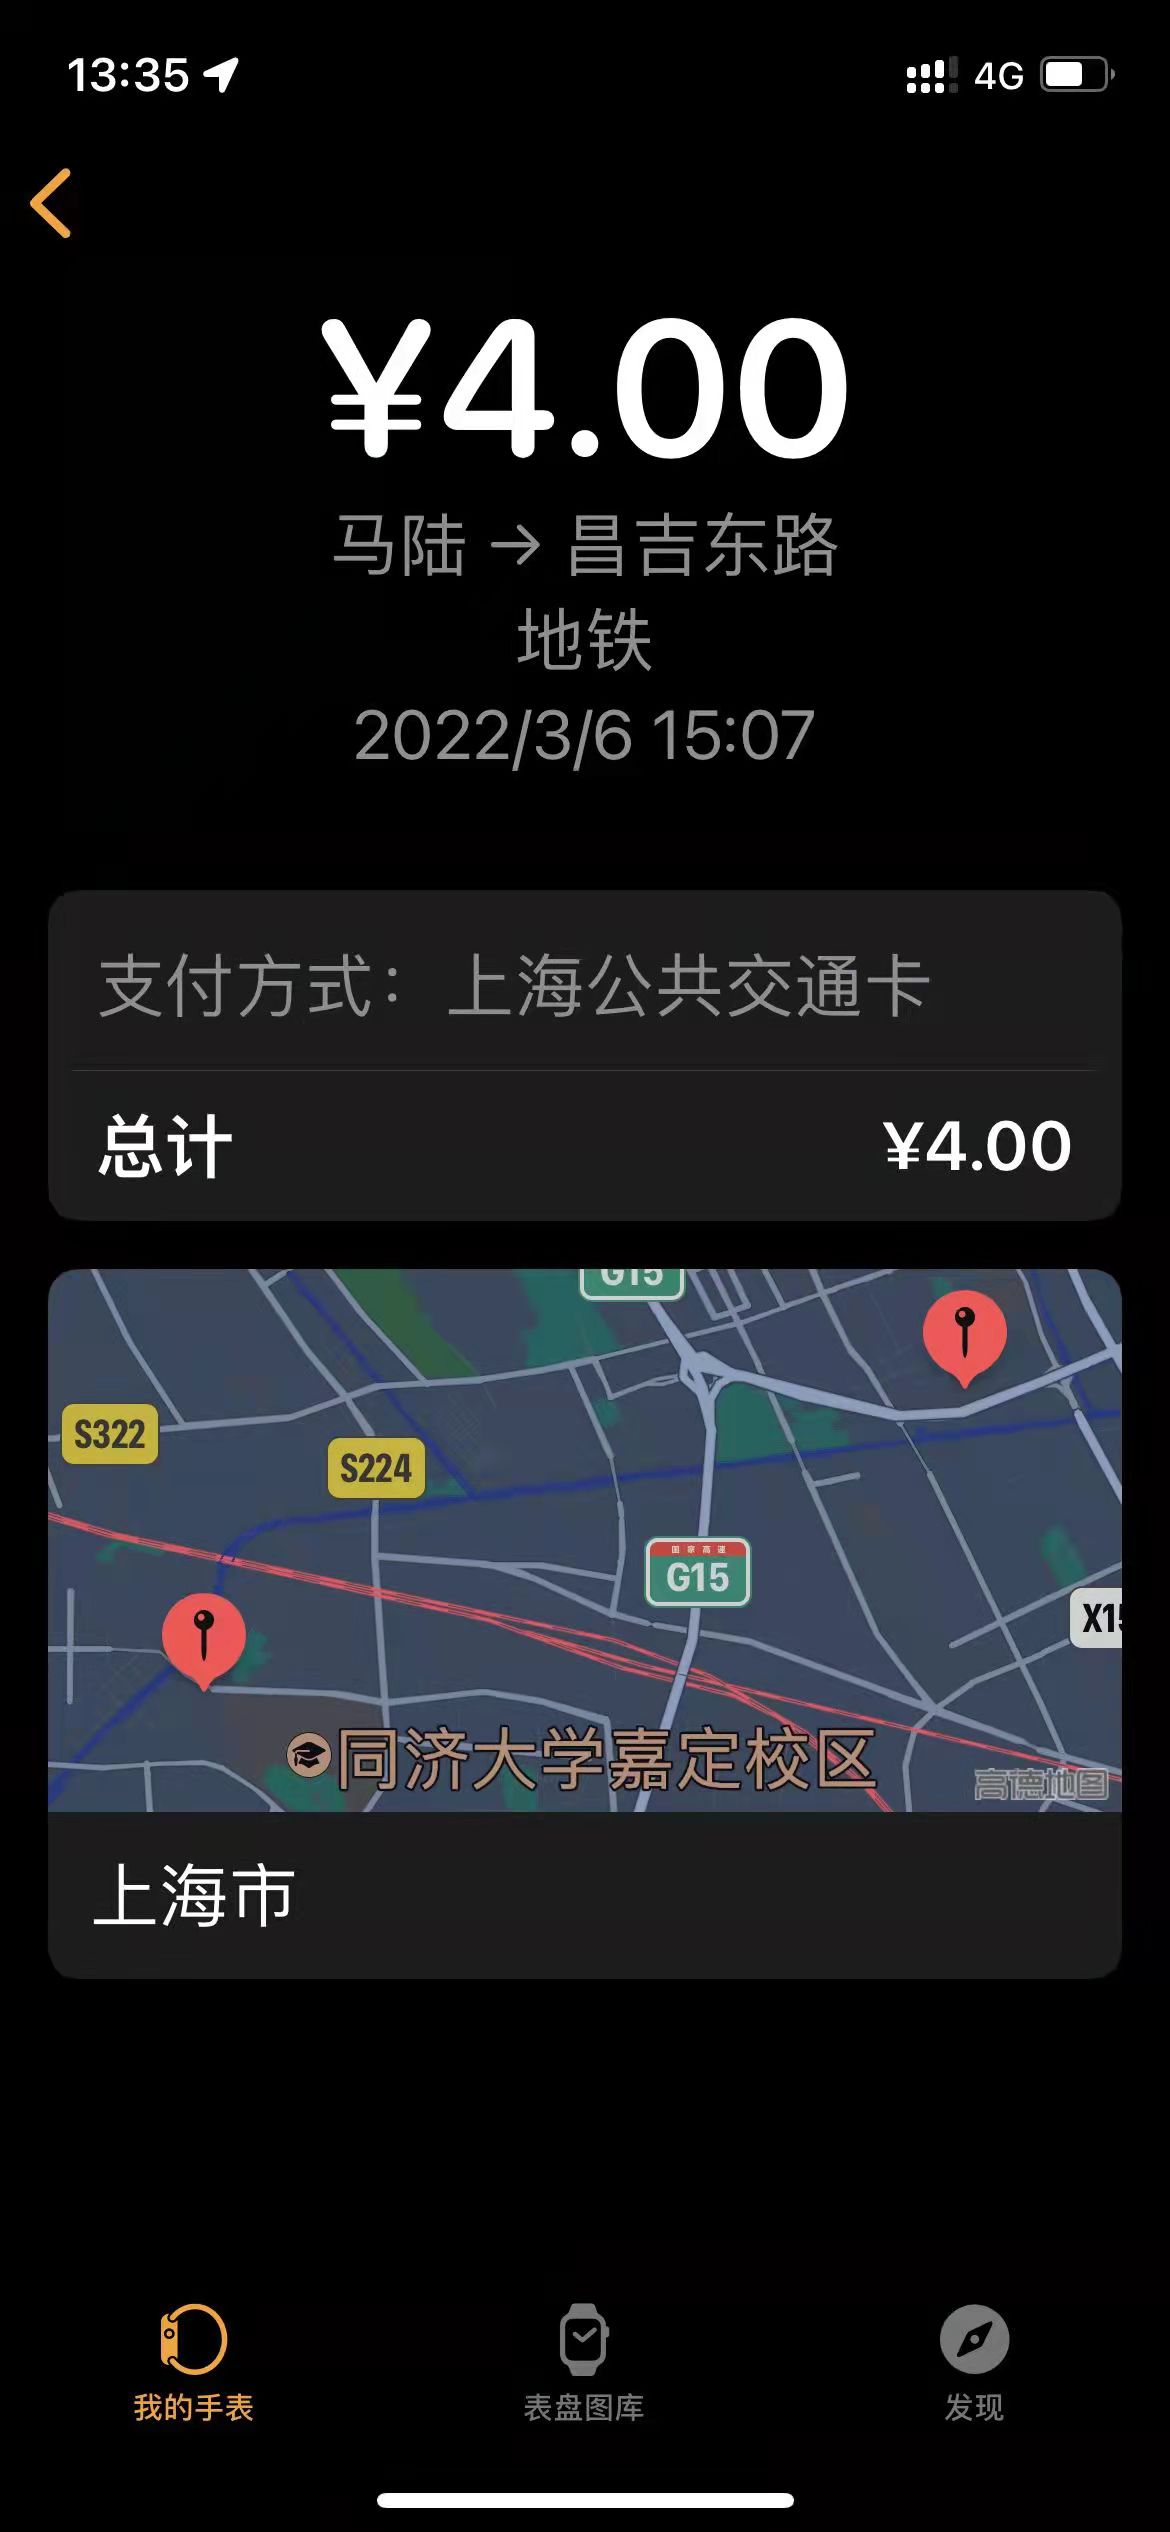 13:35
4G
¥4.00
马陆 → 昌吉东路
地铁
2022/3/6 15:07
支付方式： 上海公共交通卡
总计 ¥4.00
G15
S322
S224
国家高速
G15
X15
同济大学嘉定校区
高德地图
上海市
我的手表 表盘图库 发现